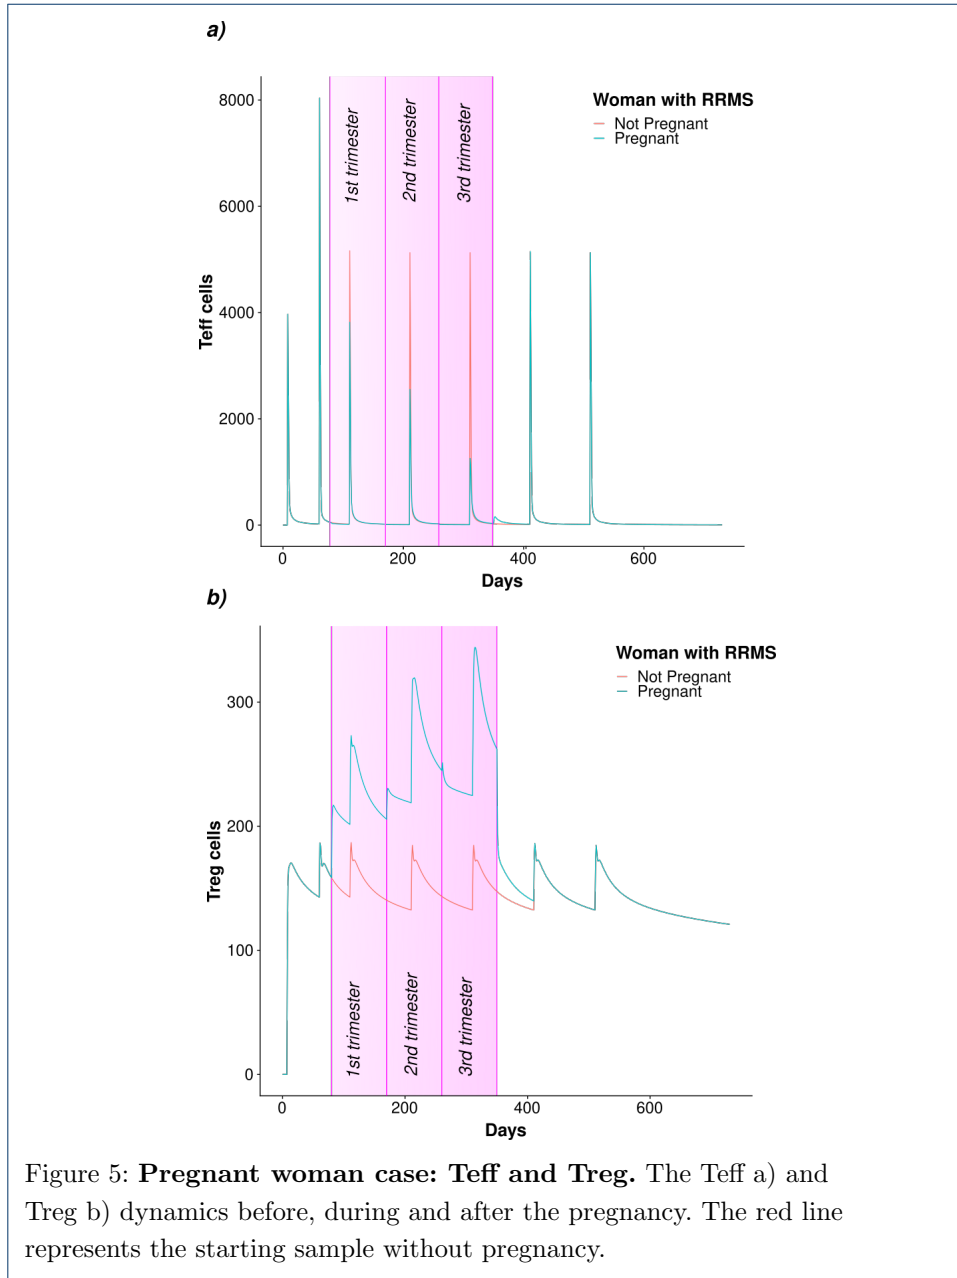 a)
8000
6000
4000
2000
0
Teff cells
1st trimester
2nd trimester
3rd trimester
Woman with RRMS
Not Pregnant
Pregnant
0
200
400
600
Days
b)
300
200
100
0
Treg cells
1st trimester
2nd trimester
3rd trimester
Woman with RRMS
Not Pregnant
Pregnant
0
200
400
600
Days
Figure 5: Pregnant woman case: Teff and Treg. The Teff a) and
Treg b) dynamics before, during and after the pregnancy. The red line
represents the starting sample without pregnancy.